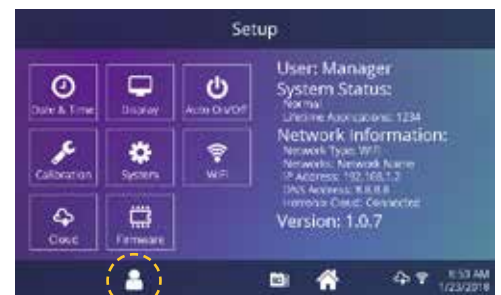 Setup
Date & Time
Display
Auto On/Off
Calibration
System
WiFi
Cloud
Firmware
User: Manager
System Status:
Normal
Lifetime Applications: 1234
Network Information:
Network Type: WiFi
Networks: Network Name
IP Address: 192.168.1.2
DNS Address: 8.8.8.8
Cloud: Connected
Version: 1.0.7
8:53 AM
1/23/2018